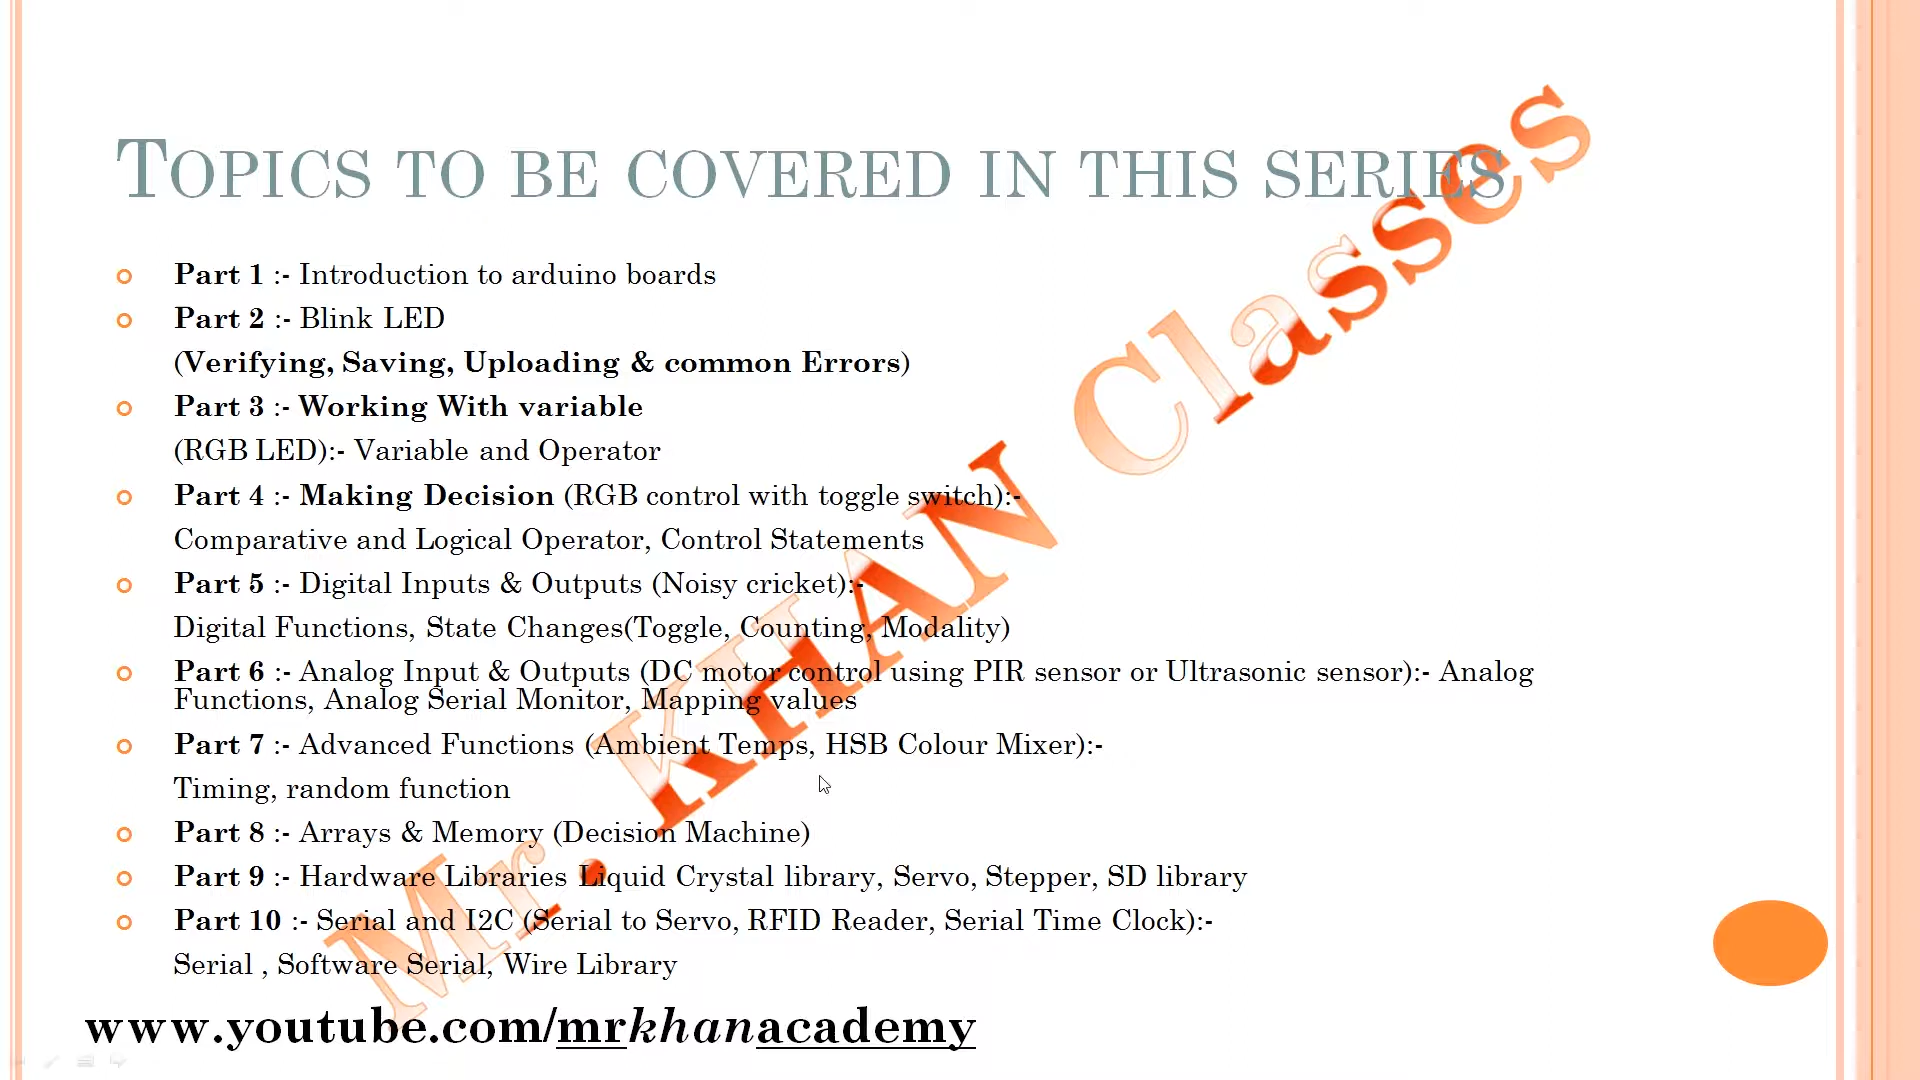 TOPICS TO BE COVERED IN THIS SERIES
Part 1 :- Introduction to arduino boards
Part 2 :- Blink LED
(Verifying, Saving, Uploading & common Errors)
Part 3 :- Working With variable
(RGB LED):- Variable and Operator
Part 4 :- Making Decision (RGB control with toggle switch):-
Comparative and Logical Operator, Control Statements
Part 5 :- Digital Inputs & Outputs (Noisy cricket):-
Digital Functions, State Changes(Toggle, Counting, Modality)
Part 6 :- Analog Input & Outputs (DC motor control using PIR sensor or Ultrasonic sensor):- Analog
Functions, Analog Serial Monitor, Mapping values
Part 7 :- Advanced Functions (Ambient Temps, HSB Colour Mixer):-
Timing, random function
Part 8 :- Arrays & Memory (Decision Machine)
Part 9 :- Hardware Libraries Liquid Crystal library, Servo, Stepper, SD library
Part 10 :- Serial and I2C (Serial to Servo, RFID Reader, Serial Time Clock):-
Serial , Software Serial, Wire Library
www.youtube.com/mrkhanacademy
Mr. KHAN Classes